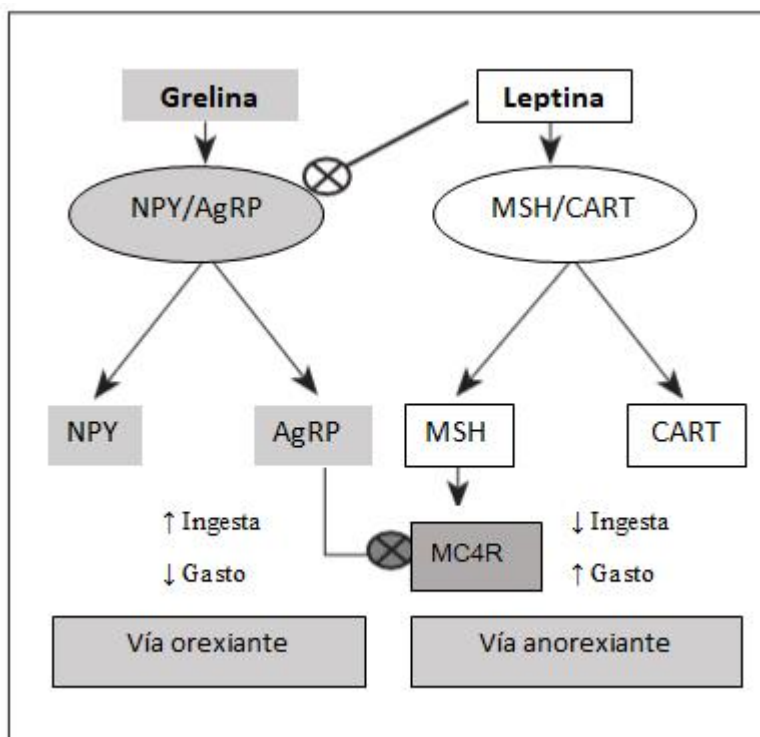 Grelina
Leptina
NPY/AgRP
MSH/CART
NPY
AgRP
MSH
CART
↑ Ingesta
↓ Gasto
MC4R
↓ Ingesta
↑ Gasto
Vía orexiante
Vía anorexiante